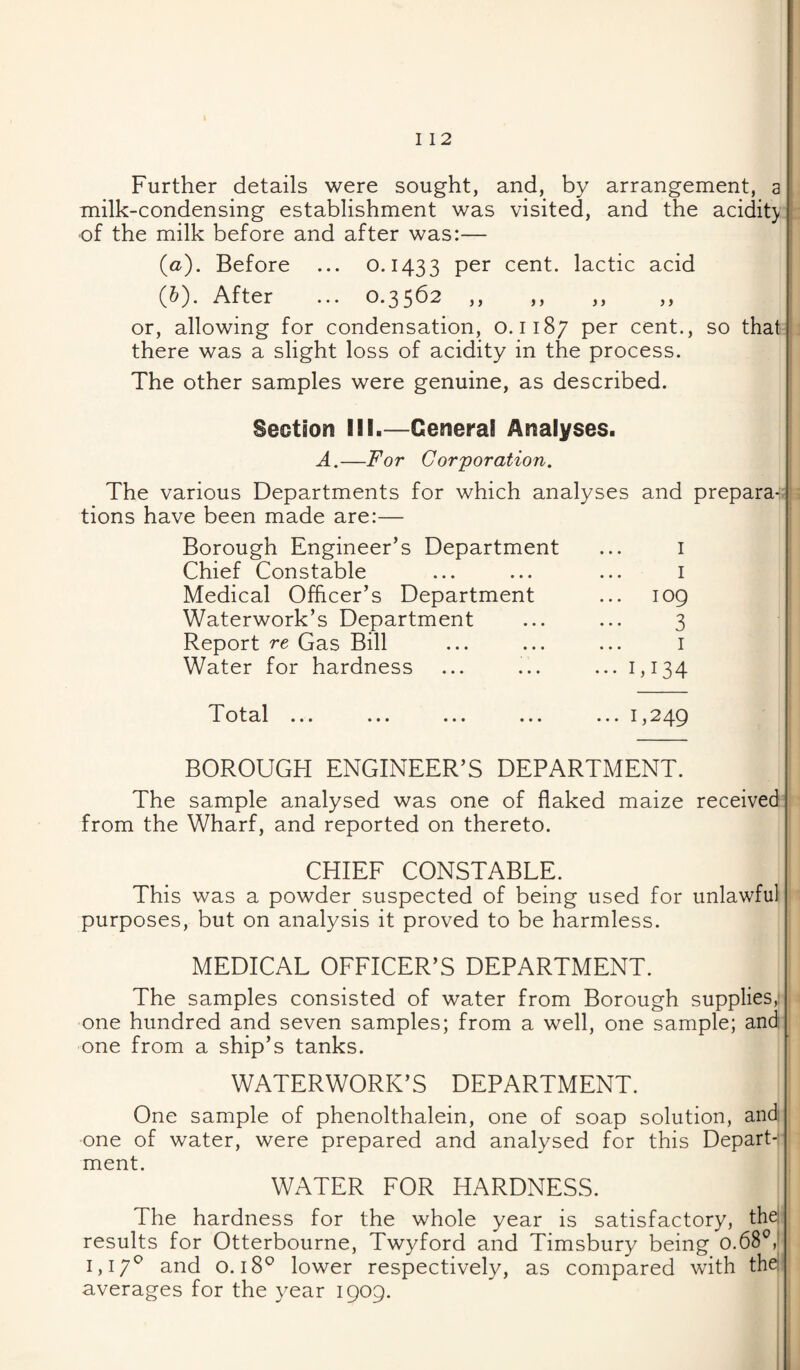 112
Further details were sought, and, by arrangement, a
milk-condensing establishment was visited, and the acidity
of the milk before and after was:—
(a). Before ... 0.1433 per cent. lactic acid
(b). After ... 0.3562 ,, ,, ,, ,,
or, allowing for condensation, 0.1187 per cent., so that
there was a slight loss of acidity in the process.
The other samples were genuine, as described.
Section III.—General Analyses.
A.—For Corporation.
The various Departments for which analyses and prepara-
tions have been made are:—
Borough Engineer's Department ... 1
Chief Constable ... ... ... 1
Medical Officer's Department ... 109
Waterwork's Department ... ... 3
Report re Gas Bill ... ... ... 1
Water for hardness ... ... ... 1,134
Total ... ... ... ... ... 1,249
BOROUGH ENGINEER'S DEPARTMENT.
The sample analysed was one of flaked maize received
from the Wharf, and reported on thereto.
CHIEF CONSTABLE.
This was a powder suspected of being used for unlawful
purposes, but on analysis it proved to be harmless.
MEDICAL OFFICER'S DEPARTMENT.
The samples consisted of water from Borough supplies,
one hundred and seven samples; from a well, one sample; and
one from a ship's tanks.
WATERWORK'S DEPARTMENT.
One sample of phenolthalein, one of soap solution, and
one of water, were prepared and analysed for this Depart-
ment.
WATER FOR HARDNESS.
The hardness for the whole year is satisfactory, the
results for Otterbourne, Twyford and Timsbury being 0.68°,
1,17° and 0.18° lower respectively, as compared with the
averages for the year 1909.